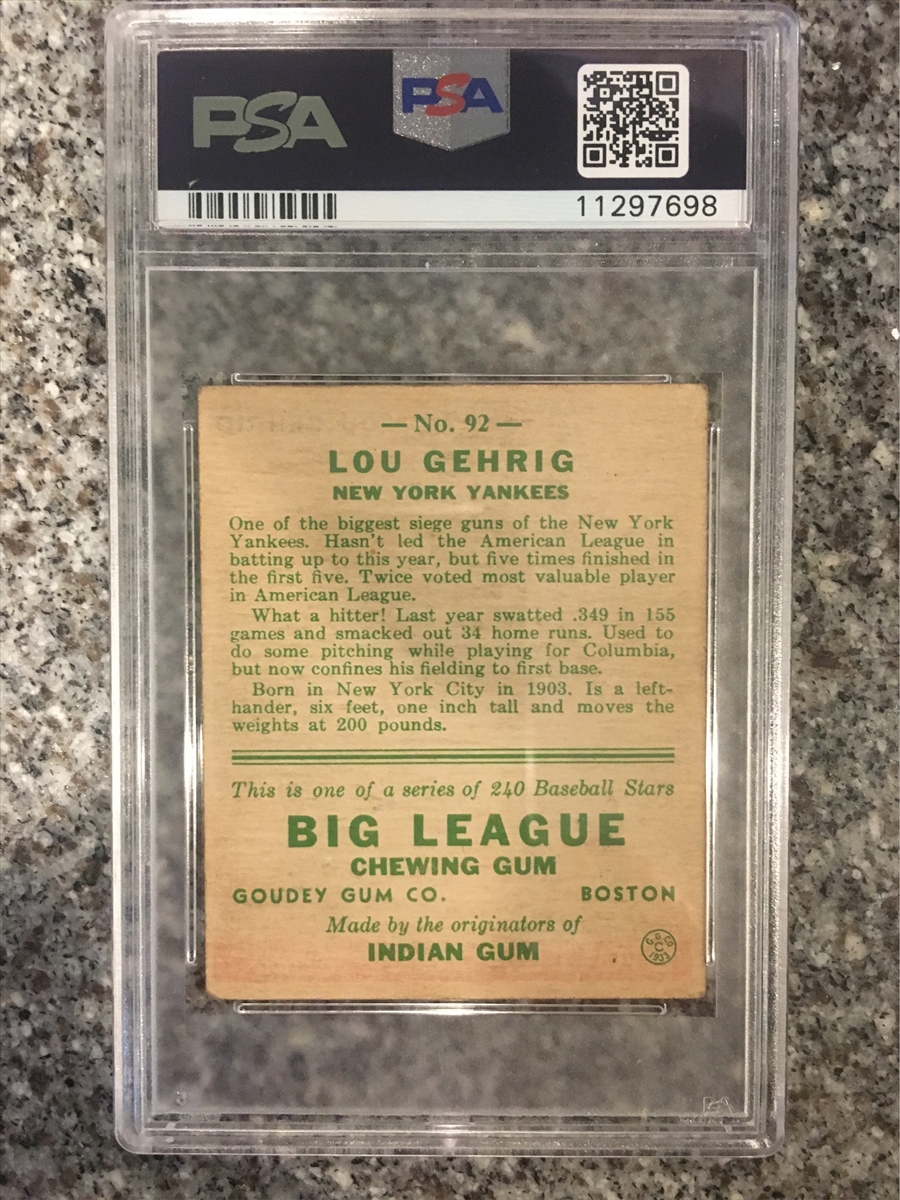 PSA PSA
11297698
— No. 92 —
LOU GEHRIG
NEW YORK YANKEES
One of the biggest siege guns of the New York
Yankees. Hasn't led the American League in
batting up to this year, but five times finished in
the first five. Twice voted most valuable player
in American League.
What a hitter! Last year swatted .349 in 155
games and smacked out 34 home runs. Used to
do some pitching while playing for Columbia,
but now confines his fielding to first base.
Born in New York City in 1903. Is a left-
hander, six feet, one inch tall and moves the
weights at 200 pounds.
This is one of a series of 240 Baseball Stars
BIG LEAGUE
CHEWING GUM
GOUDEY GUM CO. BOSTON
Made by the originators of
INDIAN GUM
G. G. CO.
C
1933
PSA